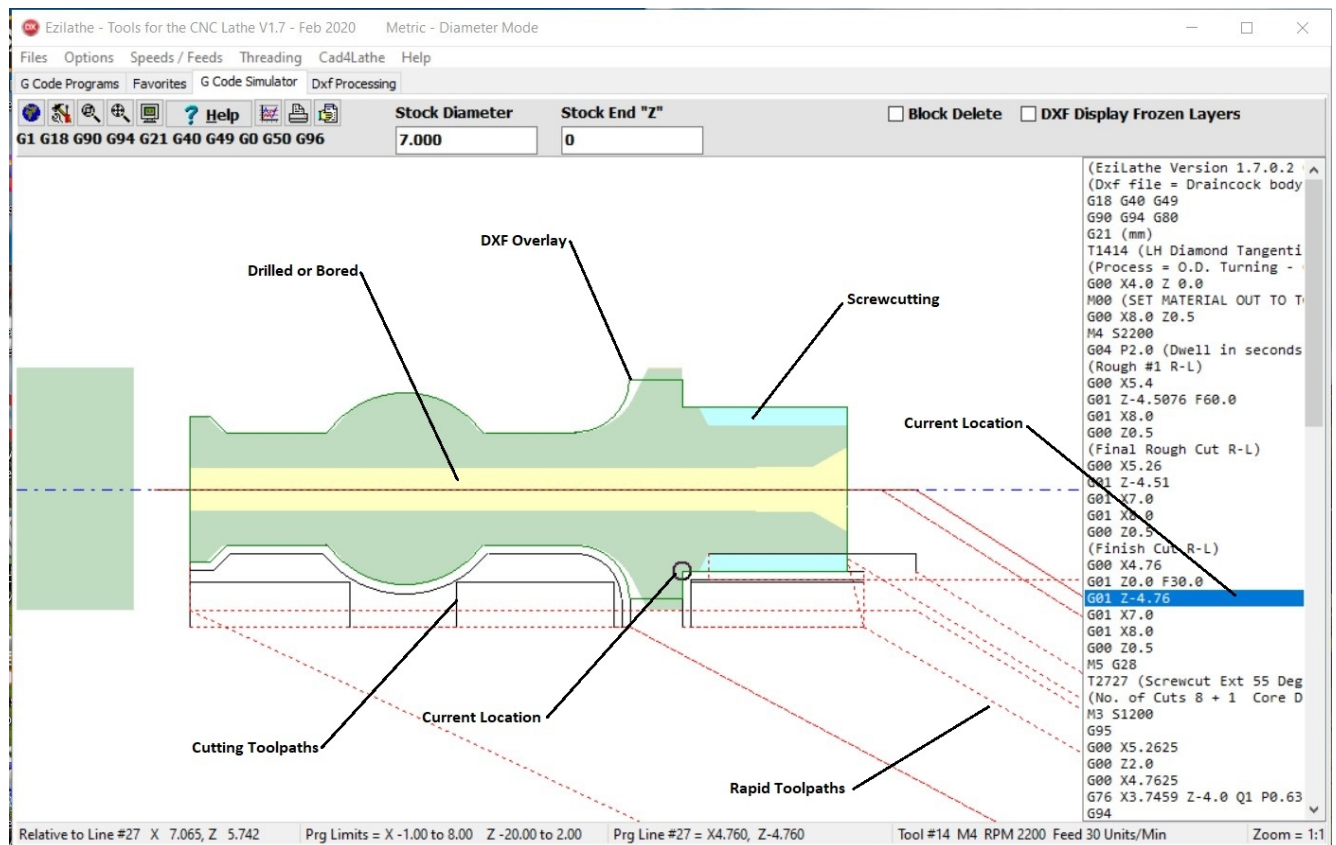 Ezilathe - Tools for the CNC Lathe V1.7 - Feb 2020 Metric - Diameter Mode
Files Options Speeds / Feeds Threading Cad4Lathe Help
G Code Programs Favorites G Code Simulator Dxf Processing
? Help
Stock Diameter Stock End "Z"
Block Delete DXF Display Frozen Layers
G1 G18 G90 G94 G21 G40 G49 G0 G50 G96
7.000 0
DXF Overlay
Drilled or Bored
Screwcutting
Current Location
Current Location
Cutting Toolpaths
Rapid Toolpaths
(EziLathe Version 1.7.0.2
(Dxf file = Draincock body
G18 G40 G49
G90 G94 G80
G21 (mm)
T1414 (LH Diamond Tangenti
(Process = O.D. Turning -
G00 X4.0 Z 0.0
M00 (SET MATERIAL OUT TO T
G00 X8.0 Z0.5
M4 S2200
G04 P2.0 (Dwell in seconds
(Rough #1 R-L)
G00 X5.4
G01 Z-4.5076 F60.0
G01 X8.0
G00 Z0.5
(Final Rough Cut R-L)
G00 X5.26
G01 Z-4.51
G01 X7.0
G01 X8.0
G00 Z0.5
(Finish Cut R-L)
G00 X4.76
G01 Z0.0 F30.0
G01 Z-4.76
G01 X7.0
G01 X8.0
G00 Z0.5
M5 G28
T2727 (Screwcut Ext 55 Deg
(No. of Cuts 8 + 1 Core D
M3 S1200
G95
G00 X5.2625
G00 Z2.0
G00 X4.7625
G76 X3.7459 Z-4.0 Q1 P0.63
G94
Relative to Line #27 X 7.065, Z 5.742 Prg Limits = X -1.00 to 8.00 Z -20.00 to 2.00 Prg Line #27 = X4.760, Z-4.760 Tool #14 M4 RPM 2200 Feed 30 Units/Min Zoom = 1:1